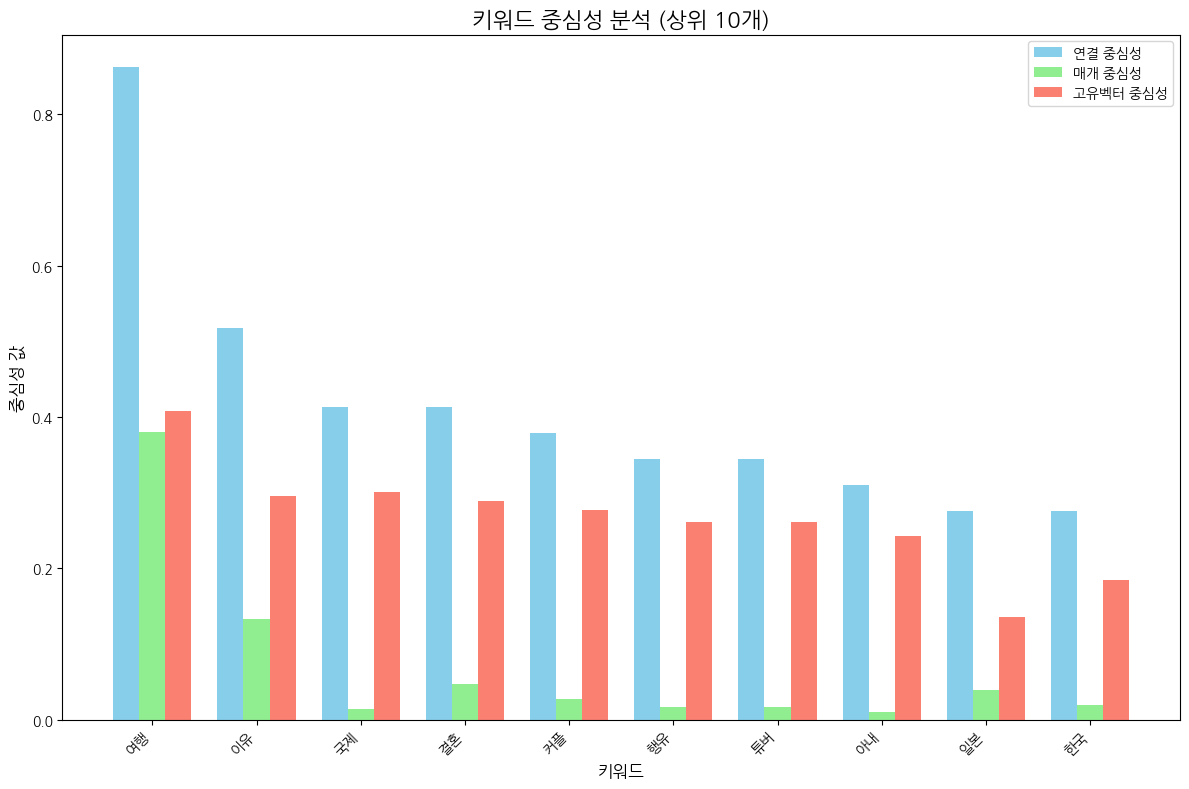 키워드 중심성 분석 (상위 10개)
연결 중심성
매개 중심성
고유벡터 중심성
중심성 값
0.8
0.6
0.4
0.2
0.0
여행
이유
국제
결혼
커플
행유
튜버
아내
일본
한국
키워드